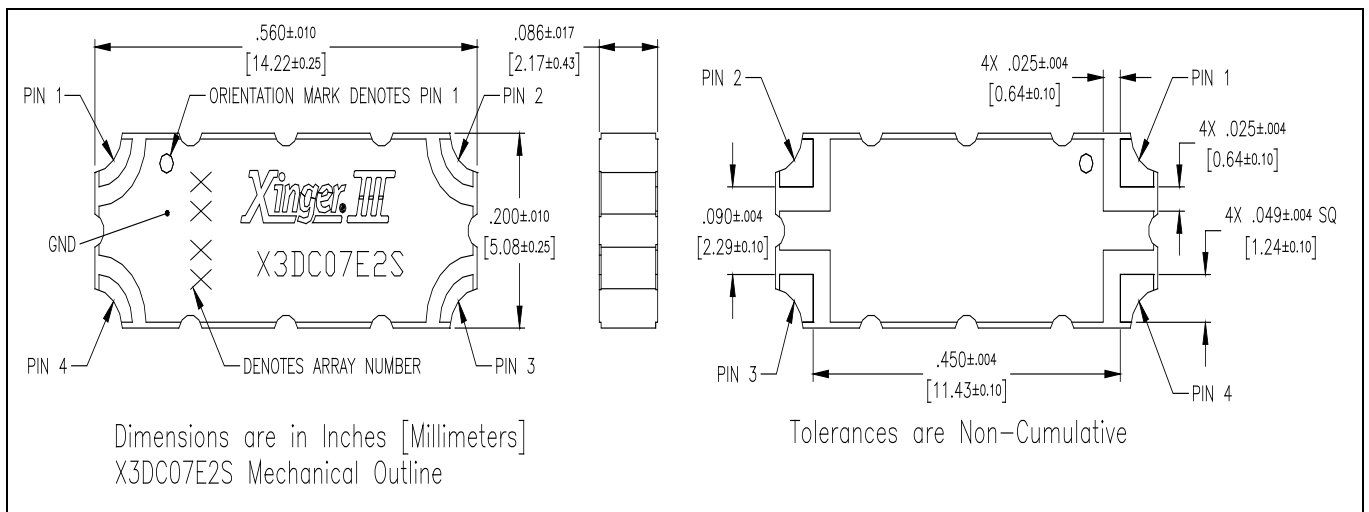 .560±.010
[14.22±0.25]
.086±.017
[2.17±0.43]
PIN 1
ORIENTATION MARK DENOTES PIN 1
PIN 2
Xinger. III
X3DC07E2S
GND
.200±.010
[5.08±0.25]
PIN 4
DENOTES ARRAY NUMBER
PIN 3
PIN 2
4X .025±.004
[0.64±0.10]
PIN 1
4X .025±.004
[0.64±0.10]
.090±.004
[2.29±0.10]
4X .049±.004 SQ
[1.24±0.10]
PIN 3
.450±.004
[11.43±0.10]
PIN 4
Dimensions are in Inches [Millimeters]
X3DC07E2S Mechanical Outline
Tolerances are Non-Cumulative